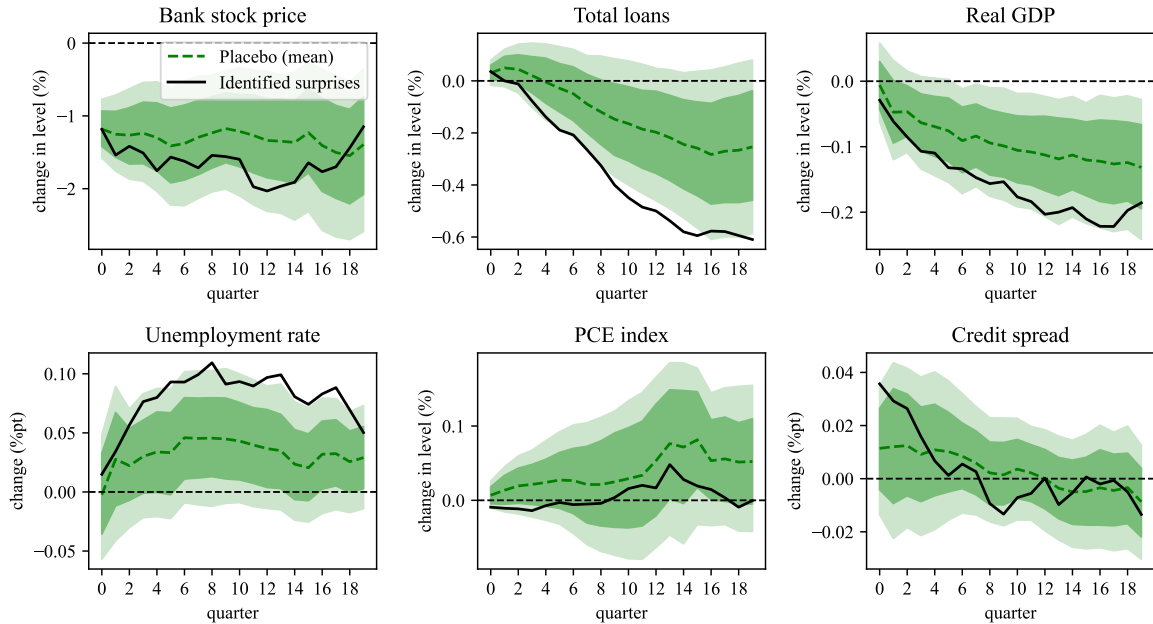 Bank stock price
0
−1
−2
change in level (%)
Placebo (mean)
Identified surprises
0 2 4 6 8 10 12 14 16 18
quarter
Total loans
0.0
−0.2
−0.4
−0.6
change in level (%)
0 2 4 6 8 10 12 14 16 18
quarter
Real GDP
0.0
−0.1
−0.2
change in level (%)
0 2 4 6 8 10 12 14 16 18
quarter
Unemployment rate
0.10
0.05
0.00
−0.05
change (%pt)
0 2 4 6 8 10 12 14 16 18
quarter
PCE index
0.1
0.0
change in level (%)
0 2 4 6 8 10 12 14 16 18
quarter
Credit spread
0.04
0.02
0.00
−0.02
change (%pt)
0 2 4 6 8 10 12 14 16 18
quarter